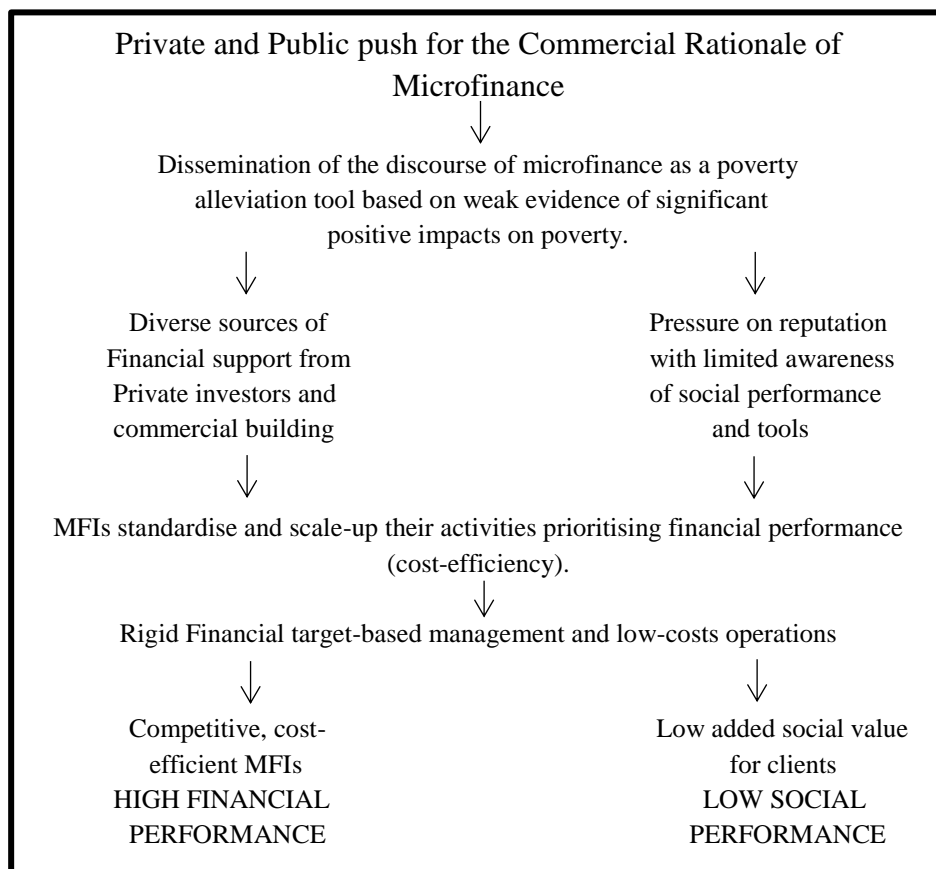 Private and Public push for the Commercial Rationale of
Microfinance
Dissemination of the discourse of microfinance as a poverty
alleviation tool based on weak evidence of significant
positive impacts on poverty.
Diverse sources of
Financial support from
Private investors and
commercial building
Pressure on reputation
with limited awareness
of social performance
and tools
MFIs standardise and scale-up their activities prioritising financial performance
(cost-efficiency).
Rigid Financial target-based management and low-costs operations
Competitive, cost-
efficient MFIs
HIGH FINANCIAL
PERFORMANCE
Low added social value
for clients
LOW SOCIAL
PERFORMANCE